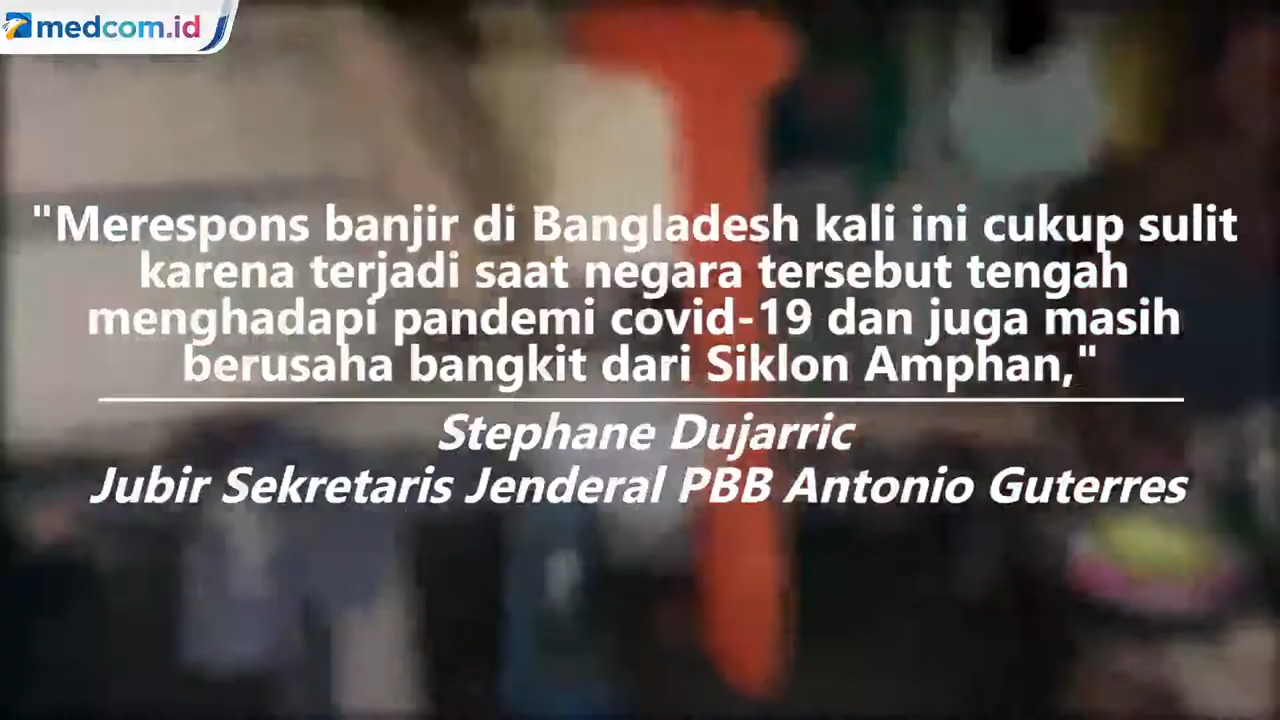 medcom.id
"Merespons banjir di Bangladesh kali ini cukup sulit
karena terjadi saat negara tersebut tengah
menghadapi pandemi covid-19 dan juga masih
berusaha bangkit dari Siklon Amphan,"
Stephane Dujarric
Jubir Sekretaris Jenderal PBB Antonio Guterres